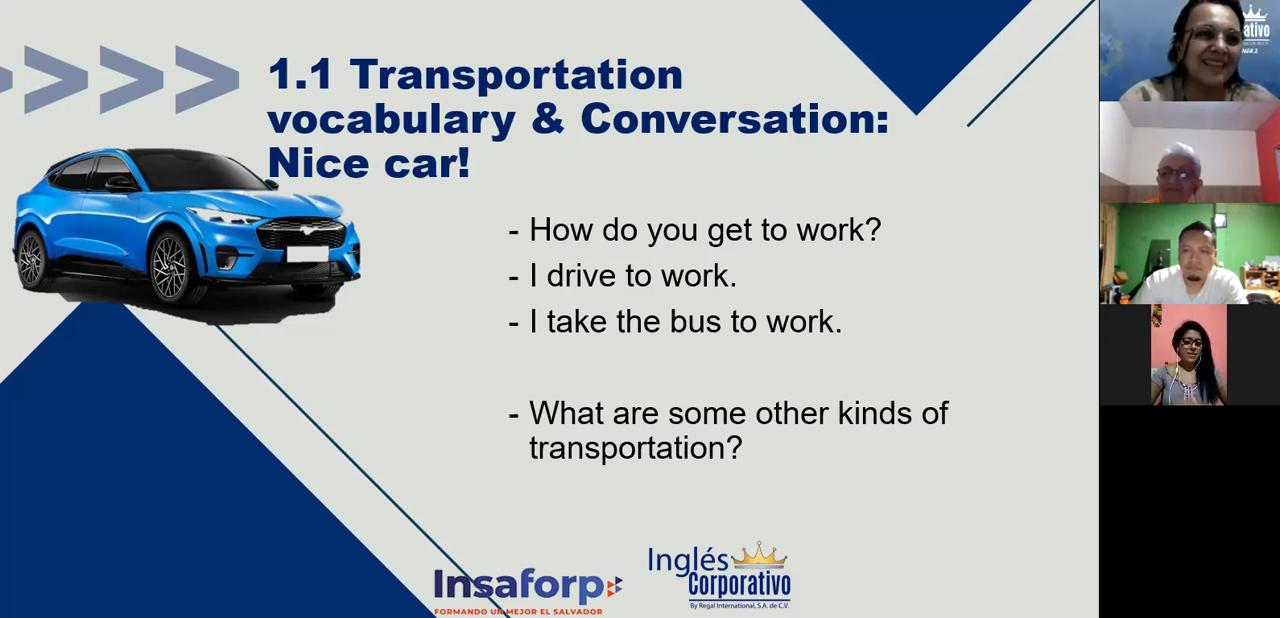 1.1 Transportation
vocabulary & Conversation:
Nice car!
- How do you get to work?
- I drive to work.
- I take the bus to work.
- What are some other kinds of
transportation?
Insaforp
FORMANDO UN MEJOR EL SALVADOR
Inglés
Corporativo
By Regal International, S.A. de C.V.
ativo